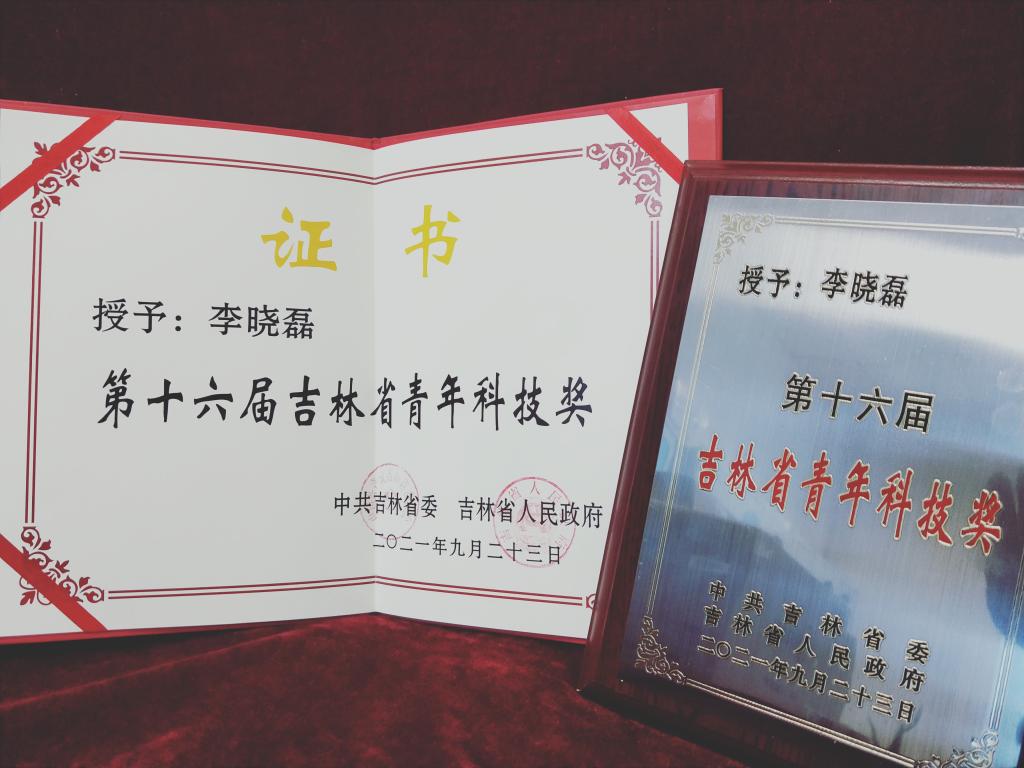 证书
授予：李晓磊
第十六届吉林省青年科技奖
中共吉林省委 吉林省人民政府
二〇二一年九月二十三日
授予：李晓磊
第十六届
吉林省青年科技奖
中共吉林省委
吉林省人民政府
二〇二一年九月二十三日